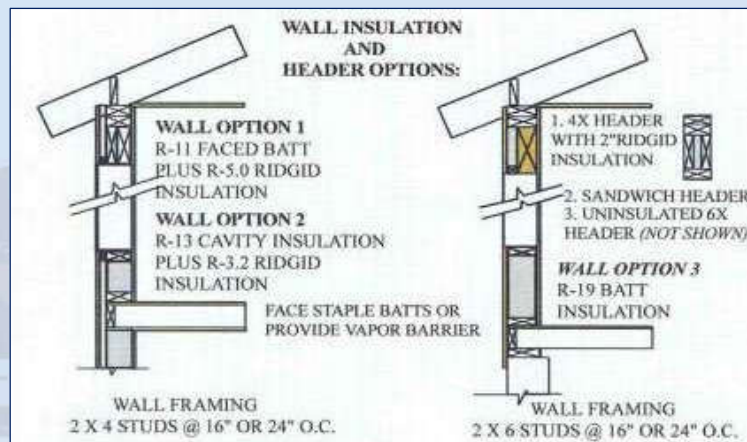 WALL INSULATION
AND
HEADER OPTIONS:
WALL OPTION 1
R-11 FACED BATT
PLUS R-5.0 RIDGID
INSULATION
WALL OPTION 2
R-13 CAVITY INSULATION
PLUS R-3.2 RIDGID
INSULATION
FACE STAPLE BATTS OR
PROVIDE VAPOR BARRIER
WALL FRAMING
2 X 4 STUDS @ 16" OR 24" O.C.
1. 4X HEADER
WITH 2"RIDGID
INSULATION
2. SANDWICH HEADER
3. UNINSULATED 6X
HEADER (NOT SHOWN)
WALL OPTION 3
R-19 BATT
INSULATION
WALL FRAMING
2 X 6 STUDS @ 16" OR 24" O.C.